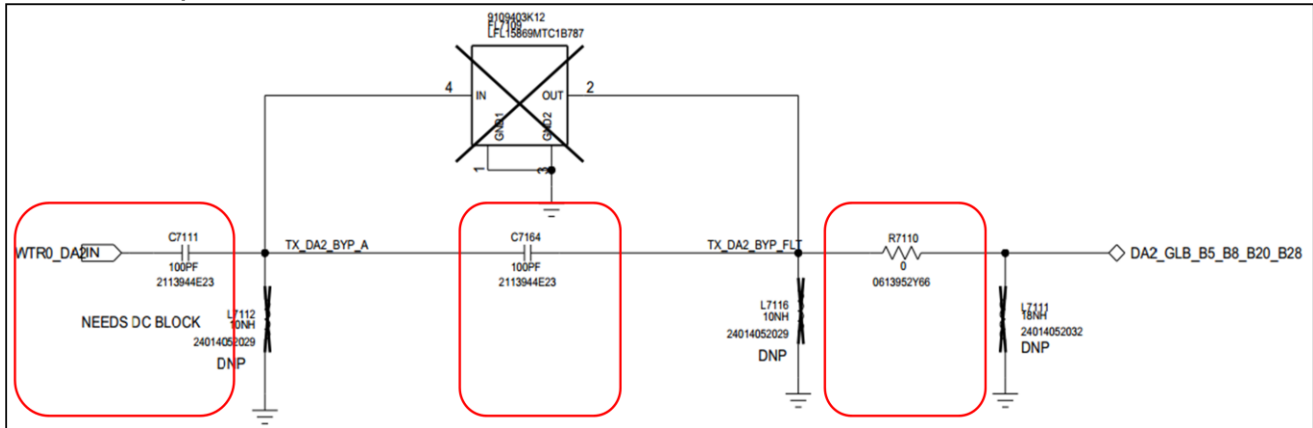 9109403K12
FL7109
LFL15869MTC1B787
4
IN
OUT
2
GND1
GND2
1
3
WTR0_DA2
IN
C7111
100PF
2113944E23
NEEDS DC BLOCK
TX_DA2_BYP_A
L7112
10NH
24014052029
DNP
C7164
100PF
2113944E23
TX_DA2_BYP_FLT
L7116
10NH
24014052029
DNP
R7110
0
0613952Y66
L7111
18NH
24014052032
DNP
DA2_GLB_B5_B8_B20_B28